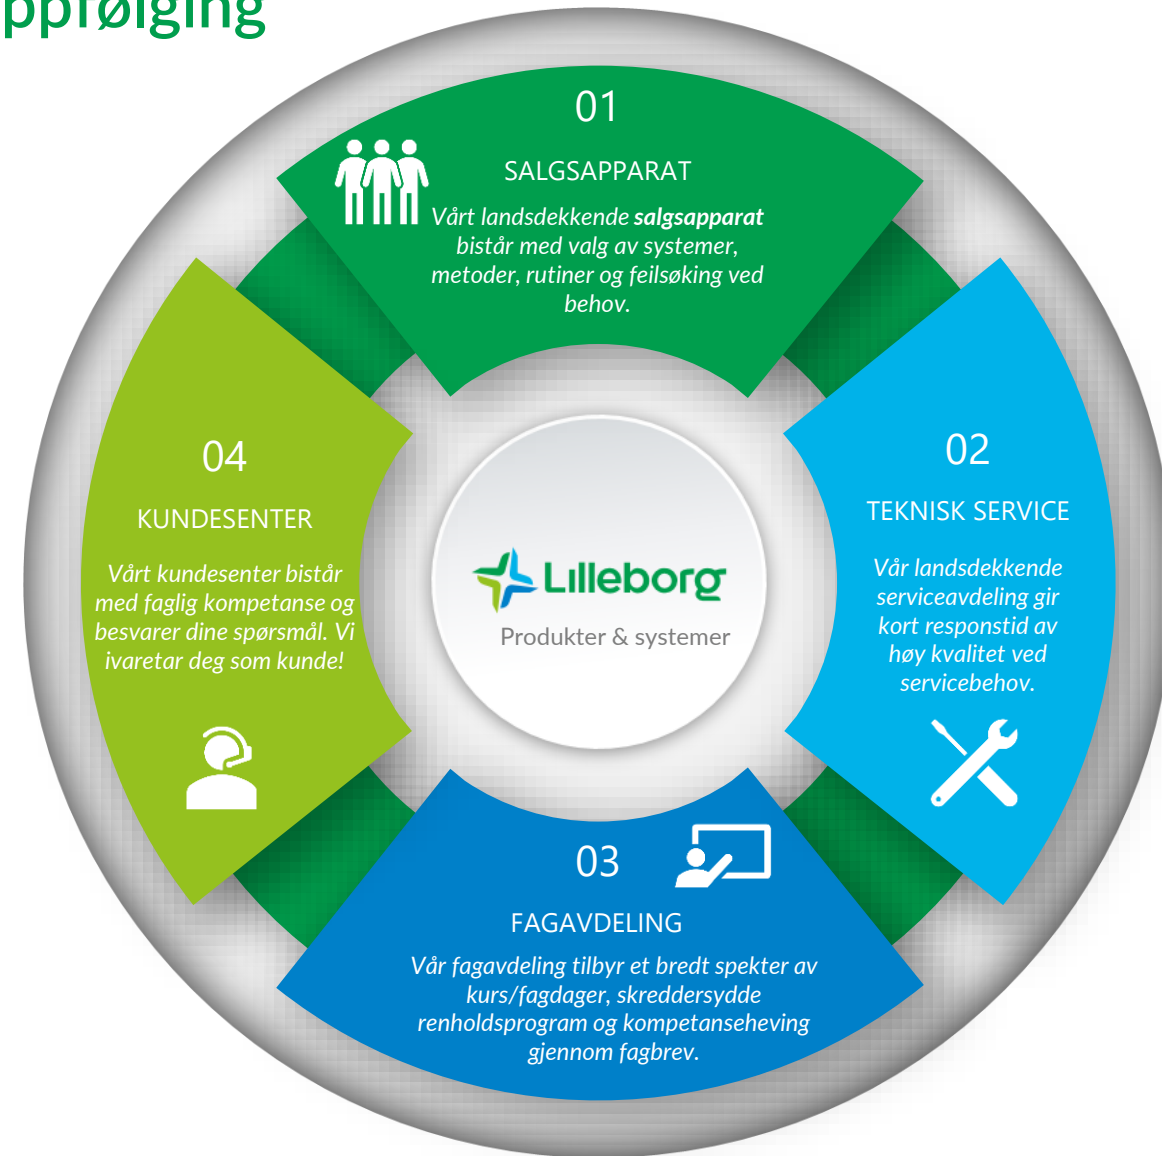 ppfølging
01
SALGSAPPARAT
Vårt landsdekkende salgsapparat
bistår med valg av systemer,
metoder, rutiner og feilsøking ved
behov.
02
TEKNISK SERVICE
Vår landsdekkende
serviceavdeling gir
kort responstid av
høy kvalitet ved
servicebehov.
03
FAGAVDELING
Vår fagavdeling tilbyr et bredt spekter av
kurs/fagdager, skreddersydde
renholdsprogram og kompetanseheving
gjennom fagbrev.
04
KUNDESENTER
Vårt kundesenter bistår
med faglig kompetanse og
besvarer dine spørsmål. Vi
ivaretar deg som kunde!
Lilleborg
Produkter & systemer